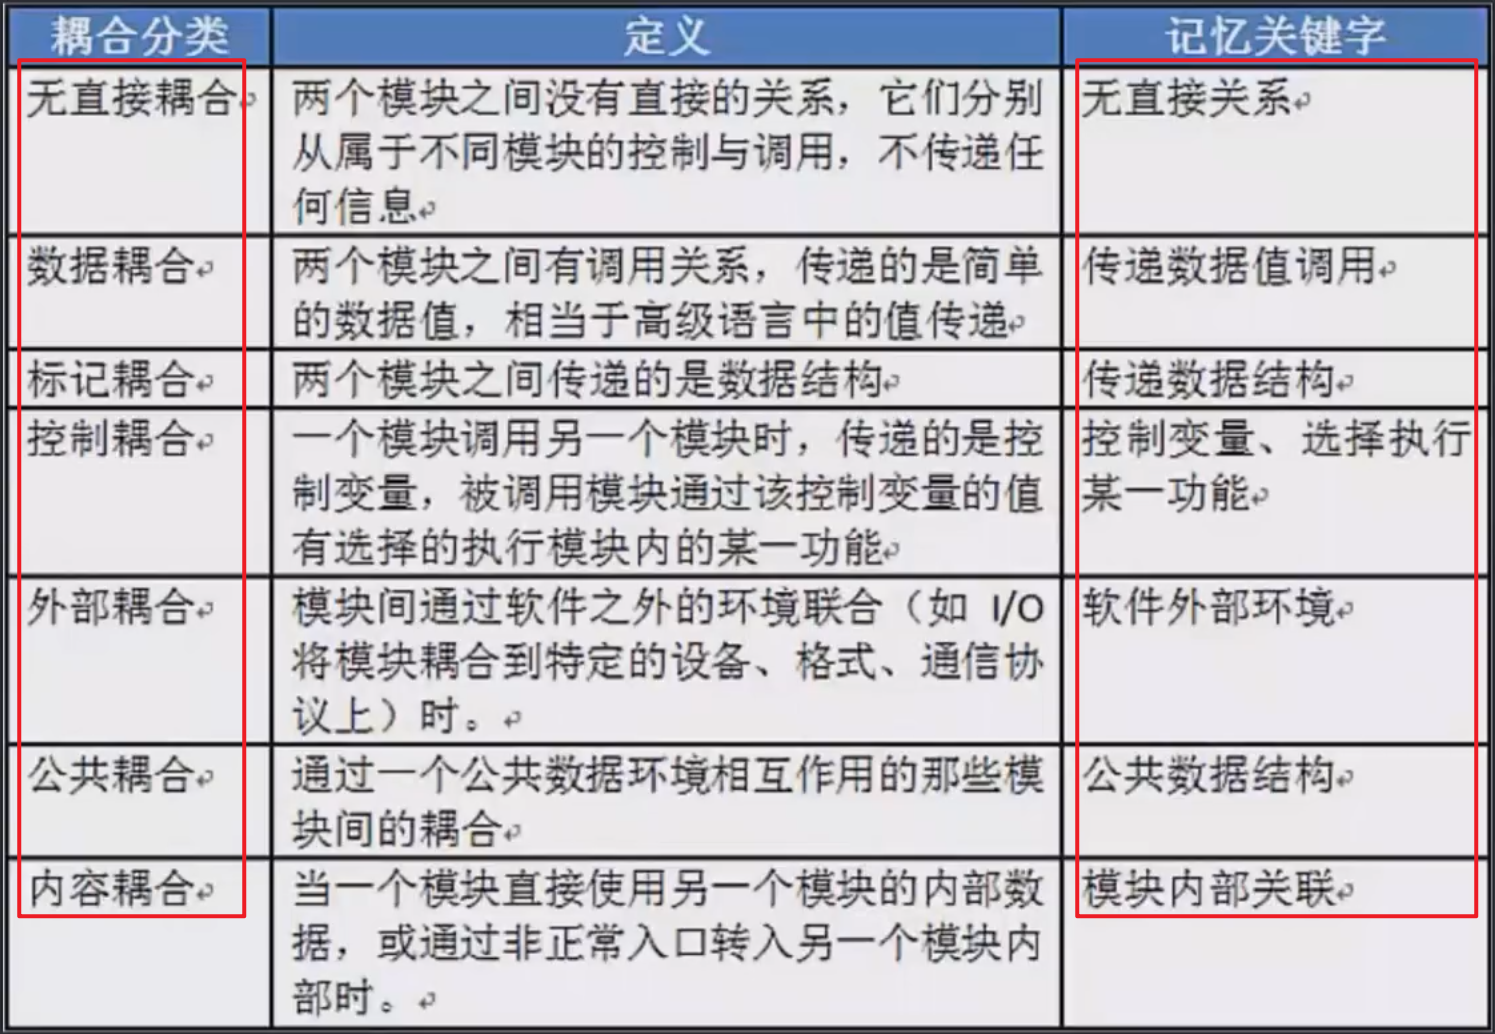 耦合分类 定义 记忆关键字
无直接耦合
两个模块之间没有直接的关系，它们分别
从属于不同模块的控制与调用，不传递任
何信息
无直接关系
数据耦合
两个模块之间有调用关系，传递的是简单
的数据值，相当于高级语言中的值传递
传递数据值调用
标记耦合
两个模块之间传递的是数据结构
传递数据结构
控制耦合
一个模块调用另一个模块时，传递的是控
制变量，被调用模块通过该控制变量的值
有选择的执行模块内的某一功能
控制变量、选择执行
某一功能
外部耦合
模块间通过软件之外的环境联合（如 I/O
将模块耦合到特定的设备、格式、通信协
议上）时。
软件外部环境
公共耦合
通过一个公共数据环境相互作用的那些模
块间的耦合
公共数据结构
内容耦合
当一个模块直接使用另一个模块的内部数
据，或通过非正常入口转入另一个模块内
部时。
模块内部关联